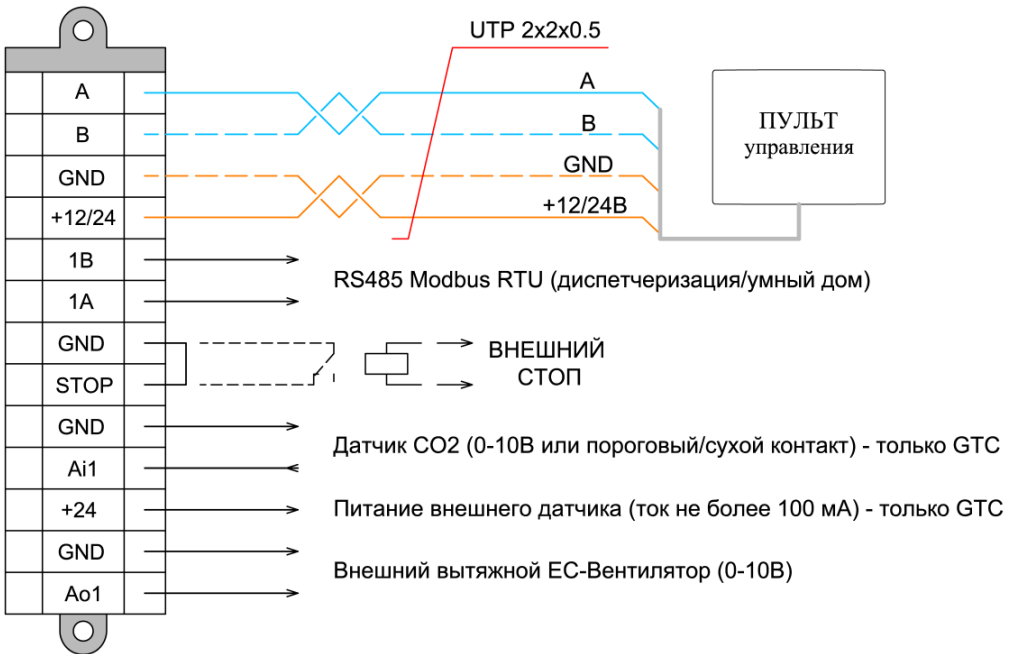 UTP 2x2x0.5
A
A
B
B
GND
GND
+12/24
+12/24В
ПУЛЬТ
управления
1B
1A
RS485 Modbus RTU (диспетчеризация/умный дом)
GND
STOP
ВНЕШНИЙ
СТОП
GND
Ai1
Датчик CO2 (0-10В или пороговый/сухой контакт) - только GTC
+24
Питание внешнего датчика (ток не более 100 мА) - только GTC
GND
Ao1
Внешний вытяжной ЕС-Вентилятор (0-10В)